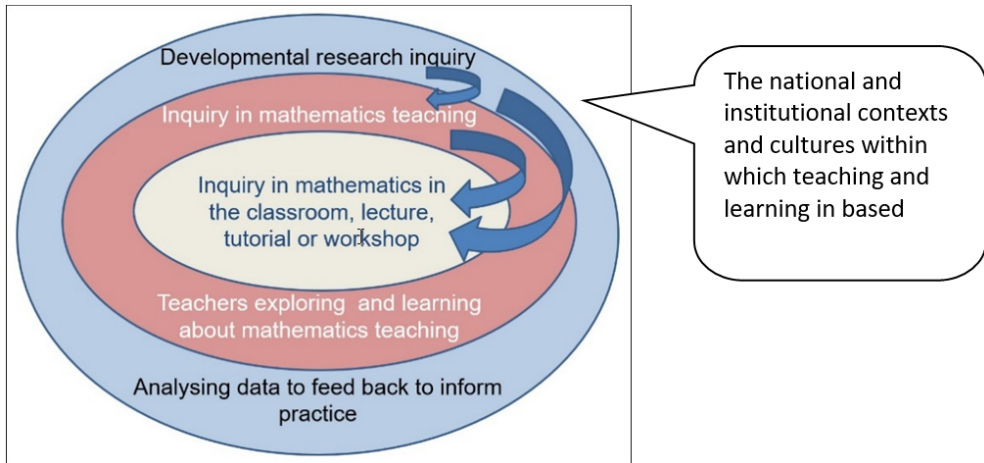 Developmental research inquiry
Inquiry in mathematics teaching
Inquiry in mathematics in
the classroom, lecture,
tutorial or workshop
Teachers exploring and learning
about mathematics teaching
Analysing data to feed back to inform
practice
The national and
institutional contexts
and cultures within
which teaching and
learning in based